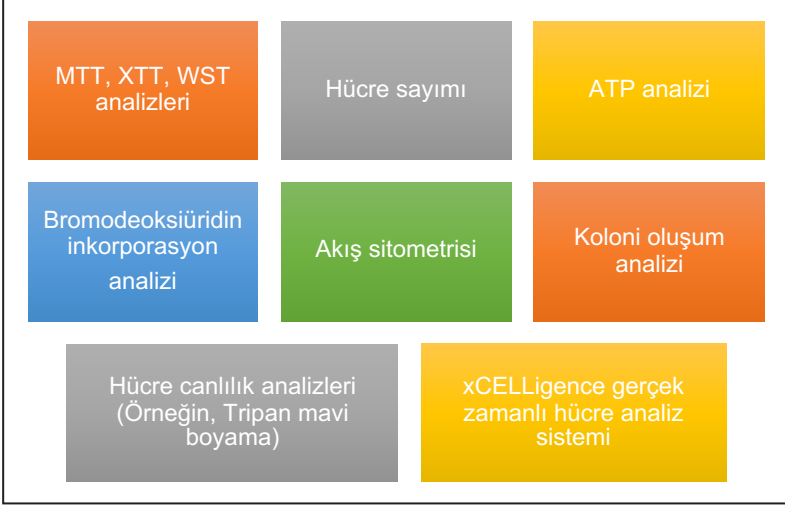 MTT, XTT, WST
analizleri
Hücre sayımı
ATP analizi
Bromodeoksiüridin
inkorporasyon
analizi
Akış sitometrisi
Koloni oluşum
analizi
Hücre canlılık analizleri
(Örneğin, Tripan mavi
boyama)
xCELLigence gerçek
zamanlı hücre analiz
sistemi